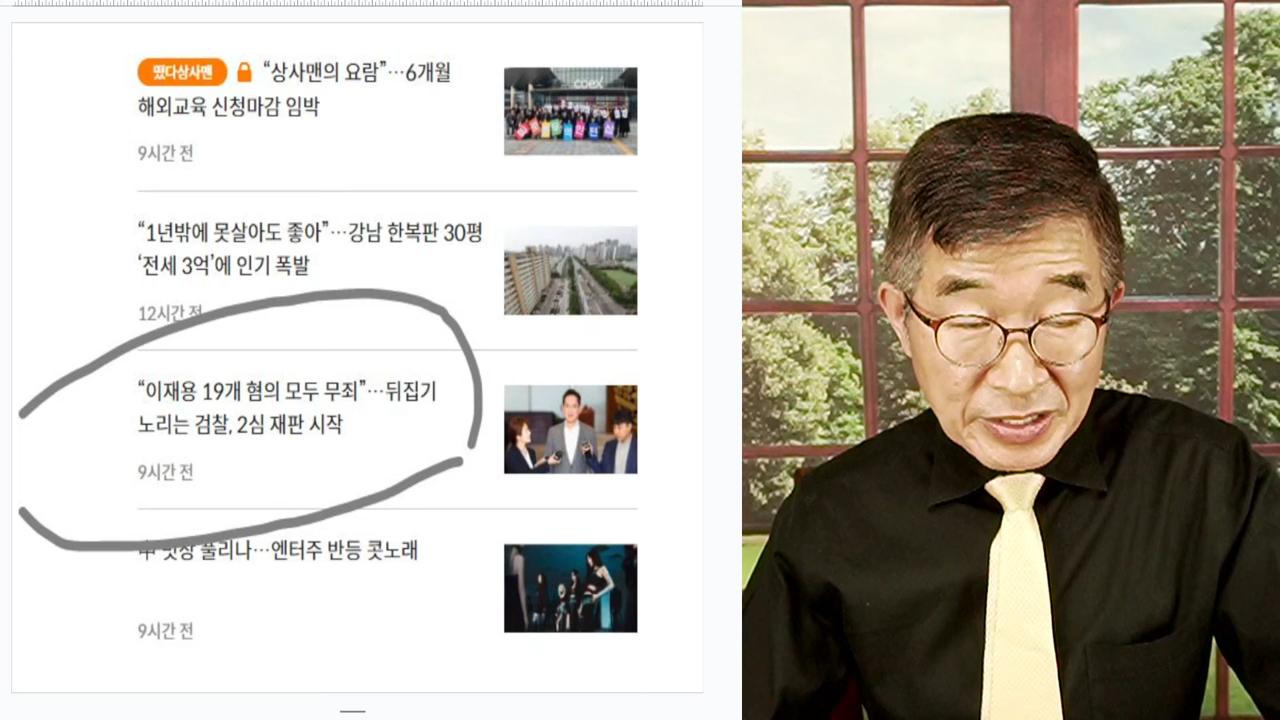 떴다상사맨 “상사맨의 요람”…6개월
해외교육 신청마감 임박
coex
9시간 전
“1년밖에 못살아도 좋아”…강남 한복판 30평
‘전세 3억’에 인기 폭발
12시간 전
“이재용 19개 혐의 모두 무죄”…뒤집기
노리는 검찰, 2심 재판 시작
9시간 전
풀리나…엔터주 반등 콧노래
9시간 전